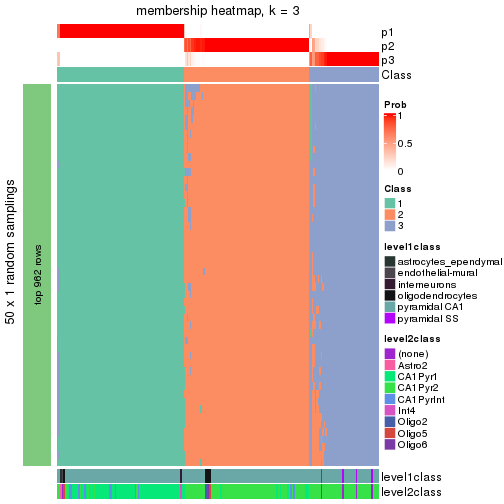 membership heatmap, k = 3
p1
p2
p3
Class
50 x 1 random samplings
top 962 rows
Prob
1
0.5
0
Class
1
2
3
level1class
astrocytes_ependymal
endothelial-mural
interneurons
oligodendrocytes
pyramidal CA1
pyramidal SS
level2class
(none)
Astro2
CA1Pyr1
CA1Pyr2
CA1PyrInt
Int4
Oligo2
Oligo5
Oligo6
level1class
level2class